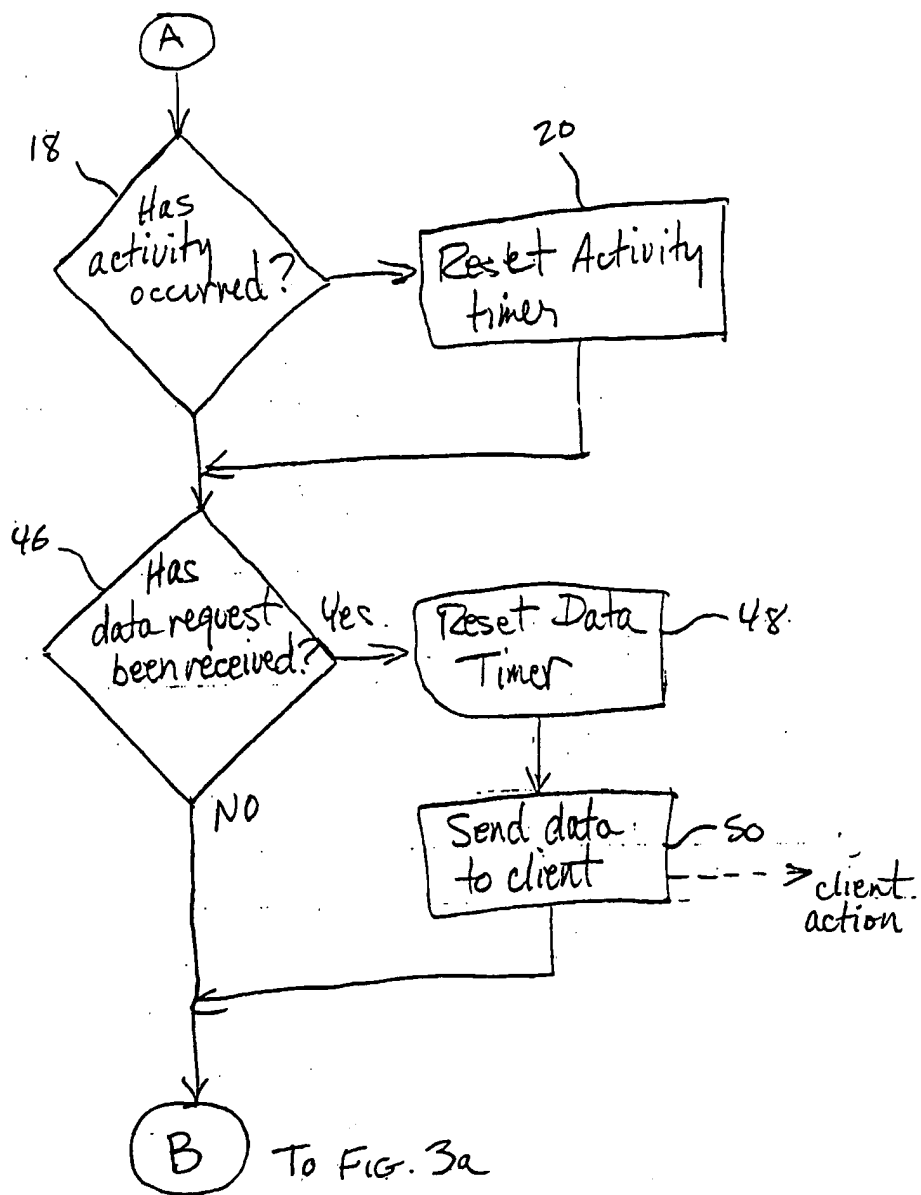 A
18
Has
activity
occurred?
20
Reset Activity
timer
46
Has
data request
been received?
Yes.
Reset Data
Timer
48.
NO
Send data
to client
50
client
action
B
To FIG. 3a